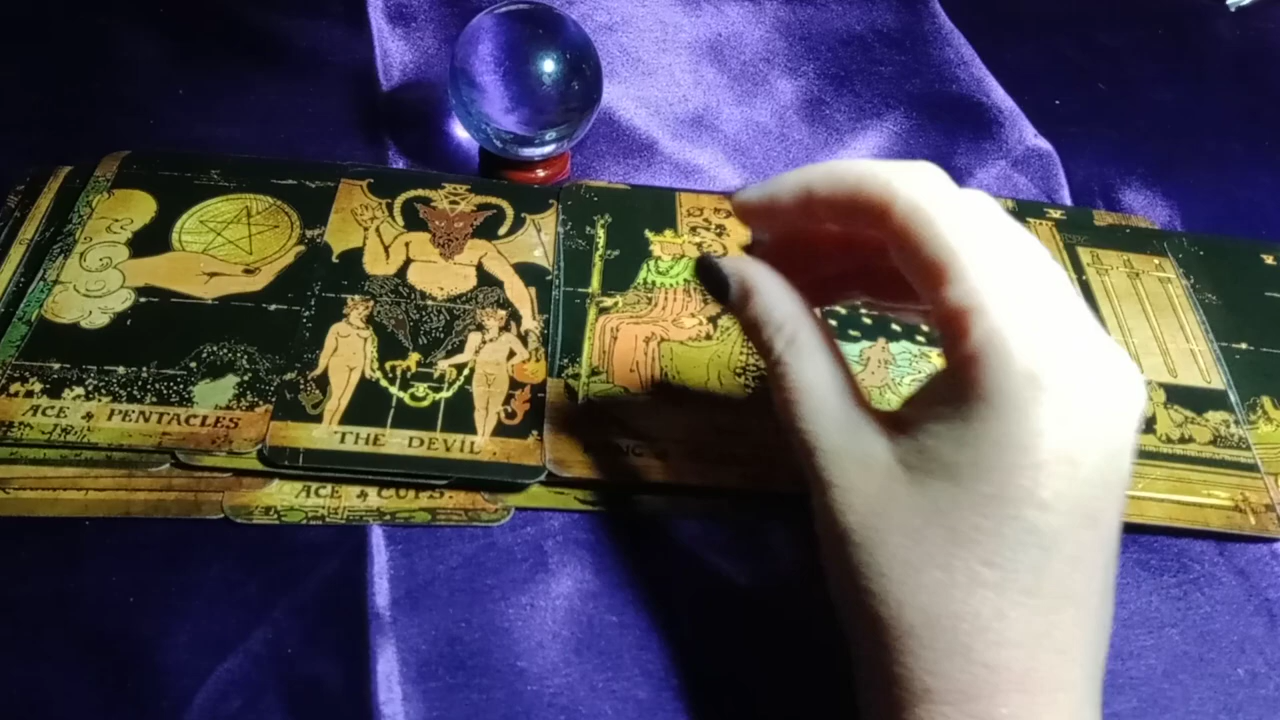 ACE of PENTACLES
THE DEVIL.
ACE of CUPS.